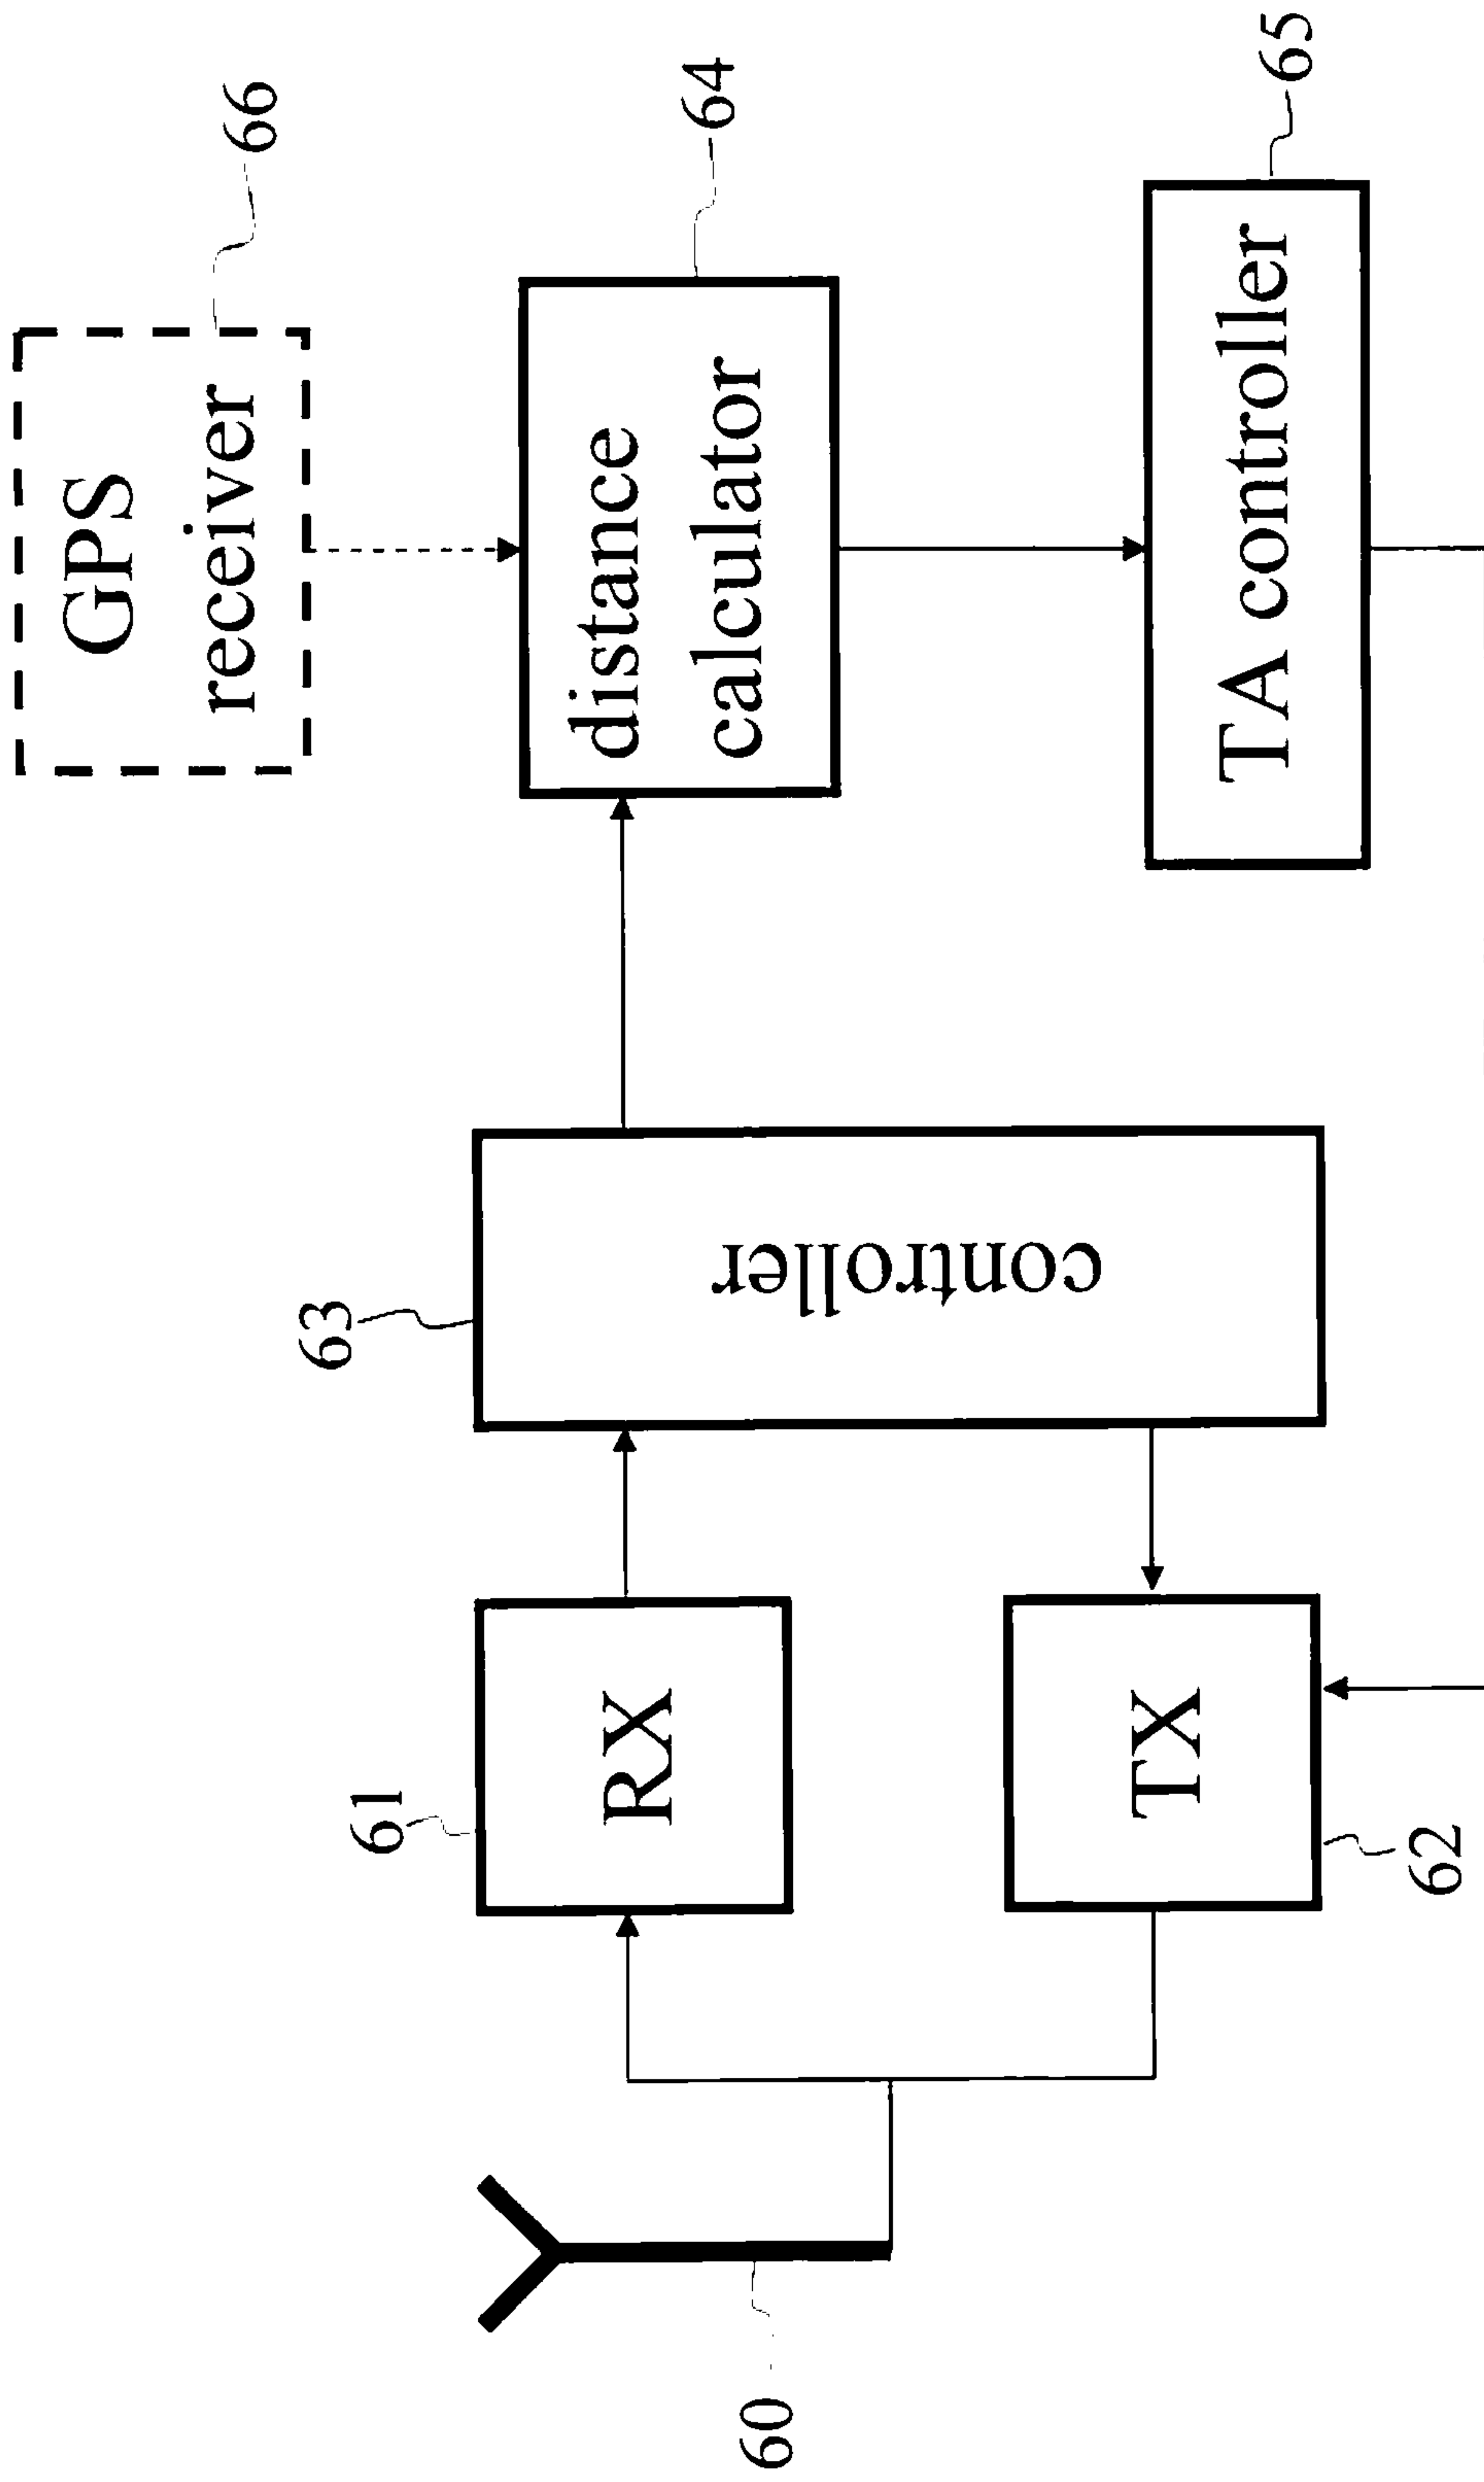 GPS
receiver
66
distance
calculator
64
TA controller
65
controller
63
RX
61
TX
62
60